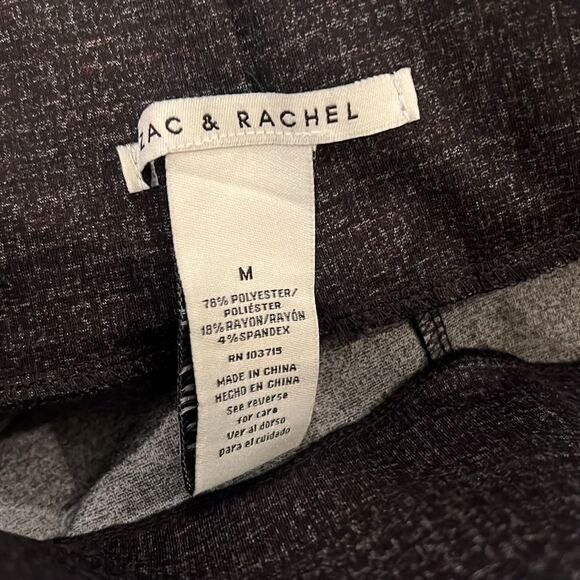 ZAC & RACHEL
M
78% POLYESTER/
POLIÉSTER
18% RAYON/RAYÓN
4% SPANDEX
RN 103715
MADE IN CHINA
HECHO EN CHINA
See reverse
for care
Ver al dorso
para el cuidado